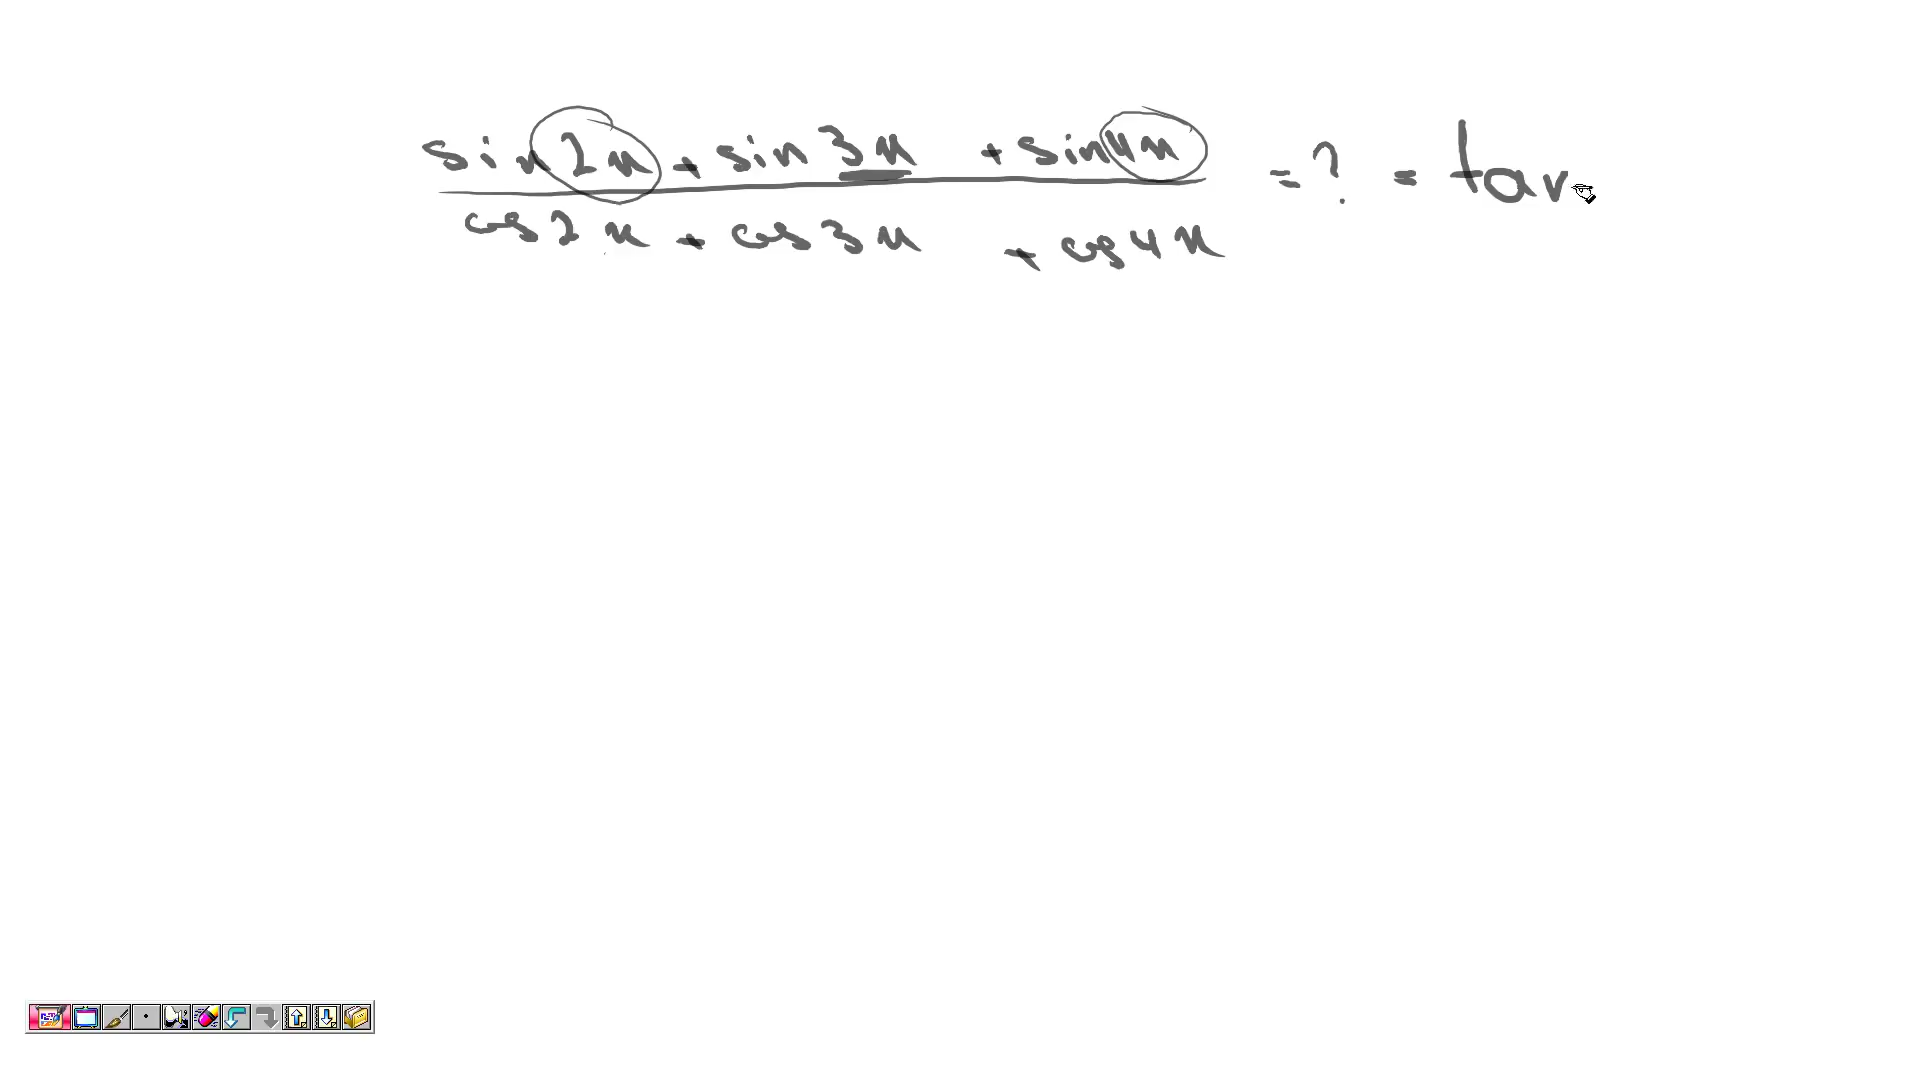 sin 2x + sin 3x + sin 4x = ? = tan
cos 2x + cos 3x + cos 4x